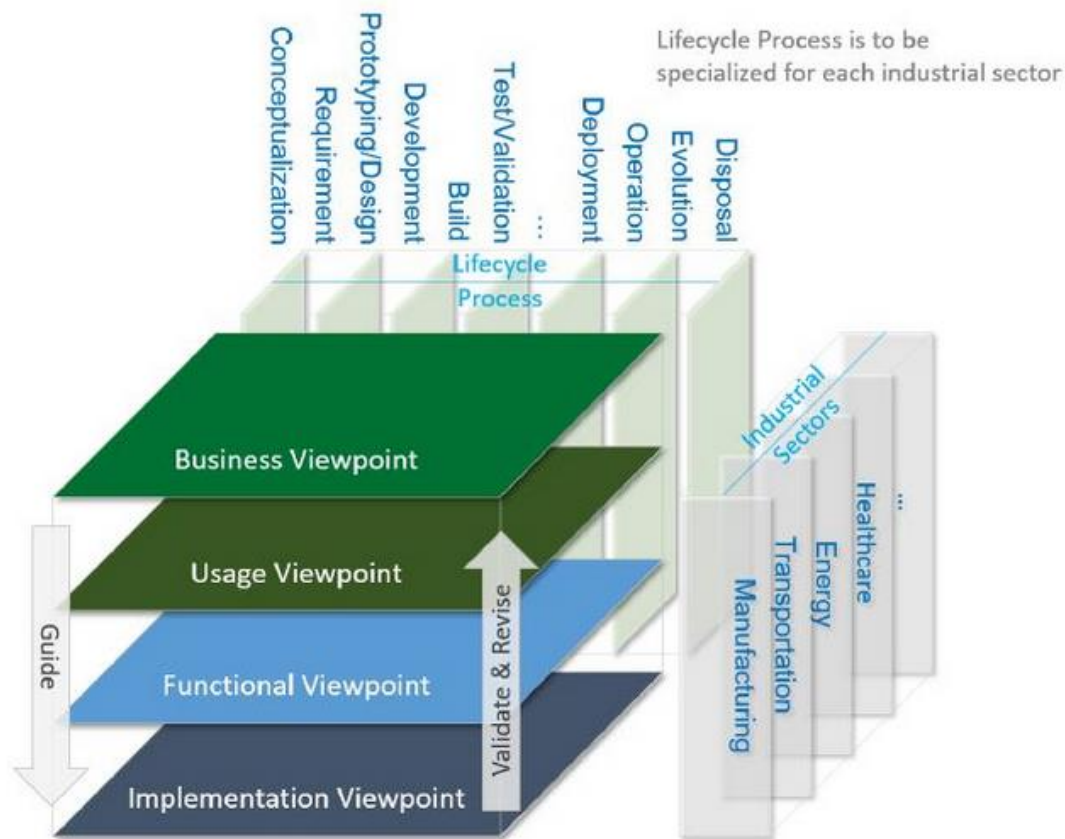 Lifecycle Process is to be
specialized for each industrial sector
Conceptualization
Requirement
Prototyping/Design
Development
Build
Test/Validation
...
Deployment
Operation
Evolution
Disposal
Lifecycle
Process
Business Viewpoint
Usage Viewpoint
Functional Viewpoint
Implementation Viewpoint
Guide
Validate & Revise
Industrial
Sectors
Manufacturing
Transportation
Energy
Healthcare
...